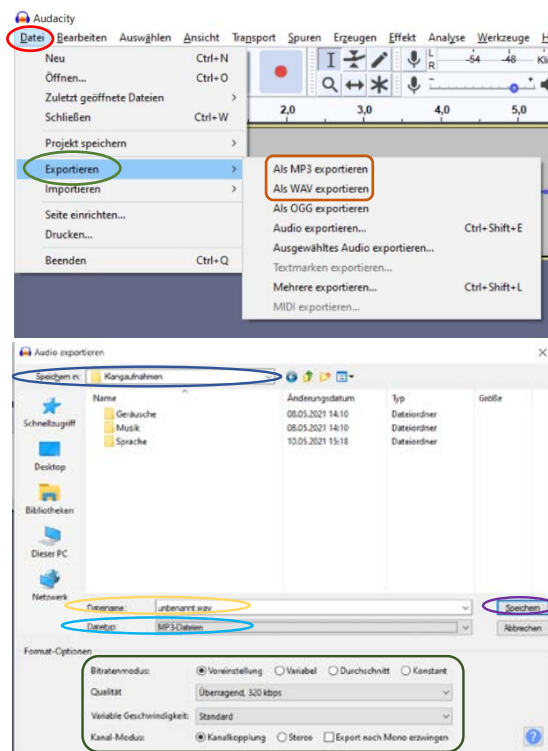 Audacity
Datei Bearbeiten Auswählen Ansicht Transport Spuren Erzeugen Effekt Analyse Werkzeuge H
Neu Ctrl+N
Öffnen... Ctrl+O
Zuletzt geöffnete Dateien >
Schließen Ctrl+W
Projekt speichern >
Exportieren >
Importieren >
Seite einrichten...
Drucken...
Beenden Ctrl+Q
L
R
-54 -48 Kli
2,0 3,0 4,0 5,0
Als MP3 exportieren
Als WAV exportieren
Als OGG exportieren
Audio exportieren... Ctrl+Shift+E
Ausgewähltes Audio exportieren...
Textmarken exportieren...
Mehrere exportieren... Ctrl+Shift+L
MIDI exportieren...
Audio exportieren
Speichern in: Klangaufnahmen
Name Änderungsdatum Typ Größe
Geräusche 08.05.2021 14:10 Dateiordner
Musik 08.05.2021 14:10 Dateiordner
Sprache 10.05.2021 15:18 Dateiordner
Schnellzugriff
Desktop
Bibliotheken
Dieser PC
Netzwerk
Dateiname: unbenannt.wav Speichern
Dateityp: MP3-Dateien Abbrechen
Format-Optionen
Bitratenmodus: Voreinstellung Variabel Durchschnitt Konstant
Qualität Überragend, 320 kbps
Variable Geschwindigkeit: Standard
Kanal-Modus: Kanalkopplung Stereo Export nach Mono erzwingen